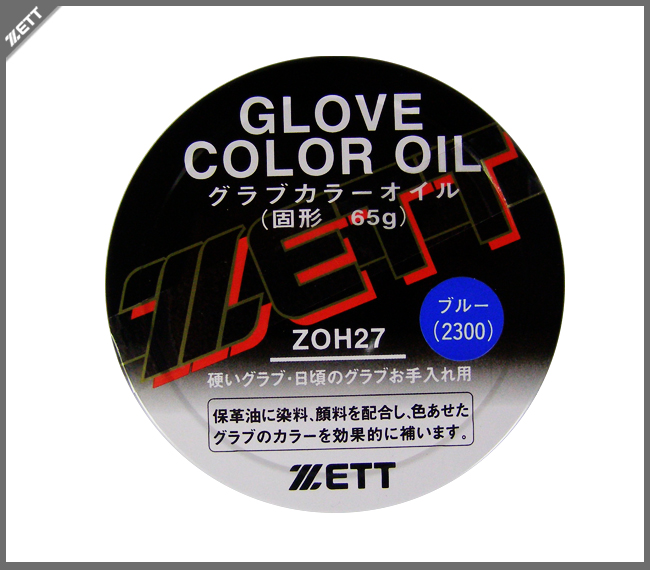 ZETT
GLOVE
COLOR OIL
グラブカラーオイル
(固形 65g)
ZETT
ブルー
(2300)
ZOH27
硬いグラブ・日頃のグラブお手入れ用
保革油に染料、顔料を配合し、色あせた
グラブのカラーを効果的に補います。
ZETT